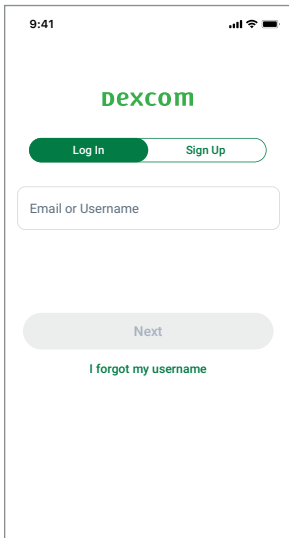 9:41
Dexcom
Log In Sign Up
Email or Username
Next
I forgot my username